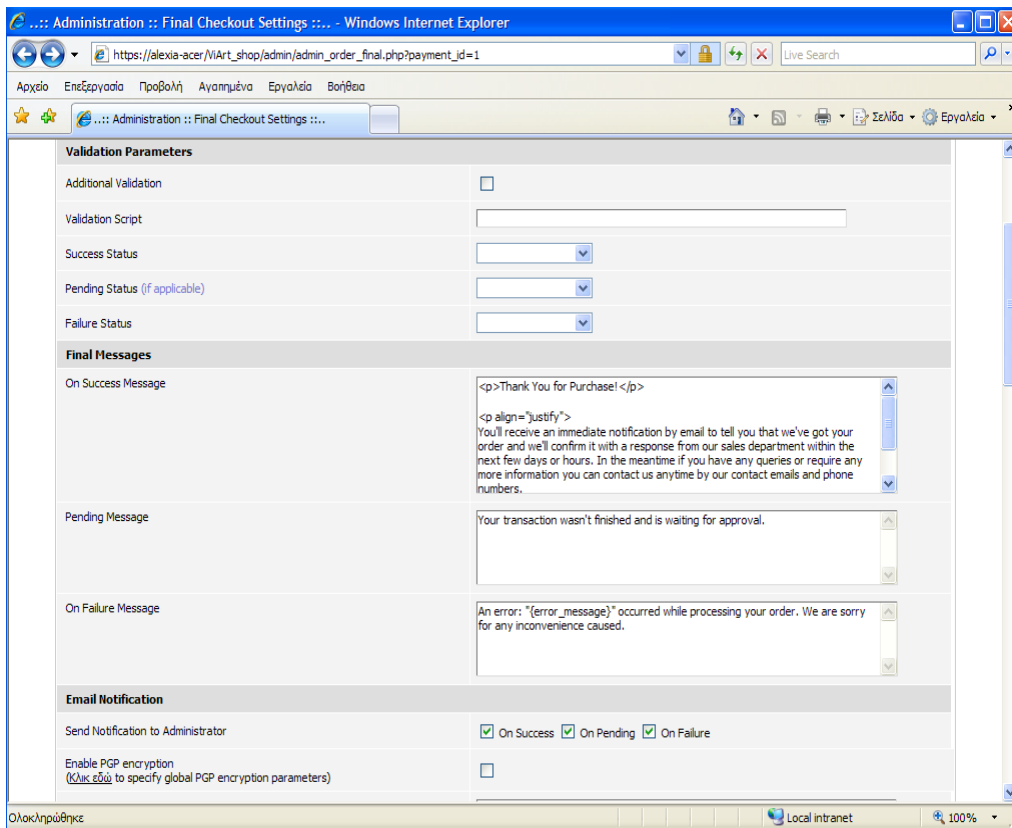 ..:: Administration :: Final Checkout Settings ::.. - Windows Internet Explorer
https://alexia-acer/ViArt_shop/admin/admin_order_final.php?payment_id=1
Live Search
Αρχείο Επεξεργασία Προβολή Αγαπημένα Εργαλεία Βοήθεια
..:: Administration :: Final Checkout Settings ::..
Σελίδα
Εργαλεία
Validation Parameters
Additional Validation
Validation Script
Success Status
Pending Status (if applicable)
Failure Status
Final Messages
On Success Message
<p>Thank You for Purchase!</p>
<p align="justify">
You'll receive an immediate notification by email to tell you that we've got your
order and we'll confirm it with a response from our sales department within the
next few days or hours. In the meantime if you have any queries or require any
more information you can contact us anytime by our contact emails and phone
numbers.
Pending Message
Your transaction wasn't finished and is waiting for approval.
On Failure Message
An error: "{error_message}" occurred while processing your order. We are sorry
for any inconvenience caused.
Email Notification
Send Notification to Administrator
On Success On Pending On Failure
Enable PGP encryption
(Κλικ εδώ to specify global PGP encryption parameters)
Ολοκληρώθηκε
Local intranet
100%